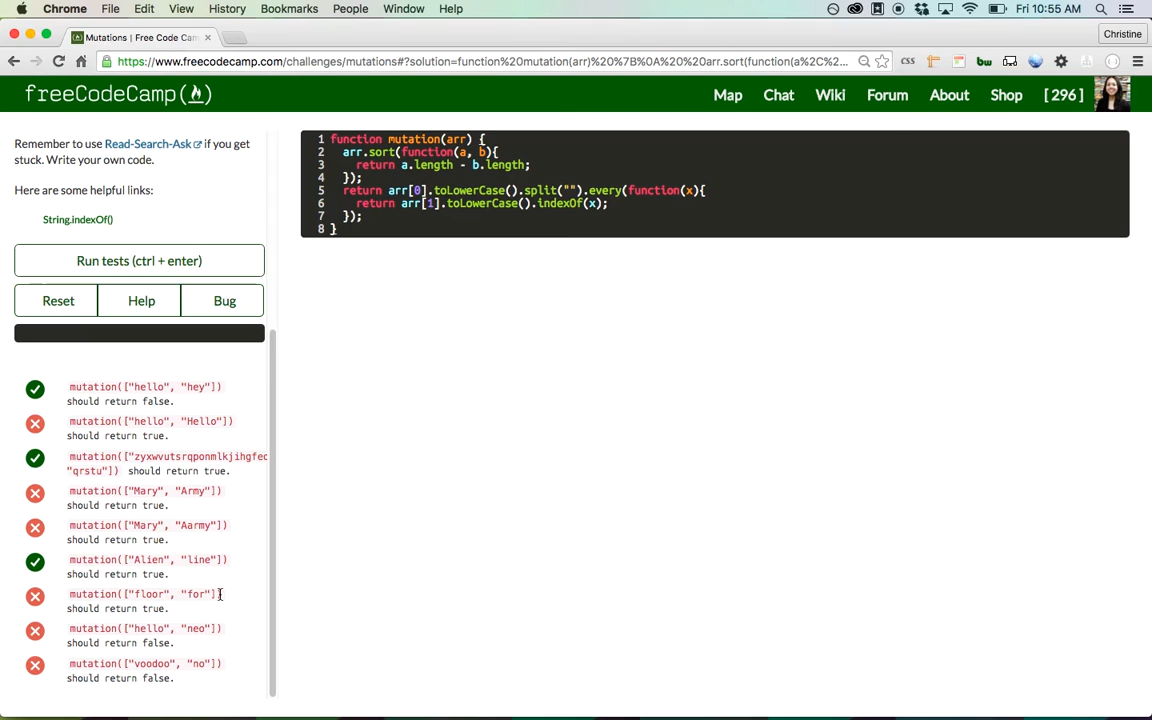 Chrome File Edit View History Bookmarks People Window Help Fri 10:55 AM
Mutations | Free Code Cam Christine
https://www.freecodecamp.com/challenges/mutations#?solution=function%20mutation(arr)%20%7B%0A%20%20arr.sort(function(a%2C%2... CSS bw
freeCodeCamp Map Chat Wiki Forum About Shop [ 296 ]
Remember to use Read-Search-Ask if you get
stuck. Write your own code.
Here are some helpful links:
String.indexOf()
Run tests (ctrl + enter)
Reset Help Bug
mutation(["hello", "hey"])
should return false.
mutation(["hello", "Hello"])
should return true.
mutation(["zyxwvutsrqponmlkjihgfed
"qrstu"]) should return true.
mutation(["Mary", "Army"])
should return true.
mutation(["Mary", "Aarmy"])
should return true.
mutation(["Alien", "line"])
should return true.
mutation(["floor", "for"])
should return true.
mutation(["hello", "neo"])
should return false.
mutation(["voodoo", "no"])
should return false.
1 function mutation(arr) {
2 arr.sort(function(a, b){
3 return a.length - b.length;
4 });
5 return arr[0].toLowerCase().split("").every(function(x){
6 return arr[1].toLowerCase().indexOf(x);
7 });
8 }